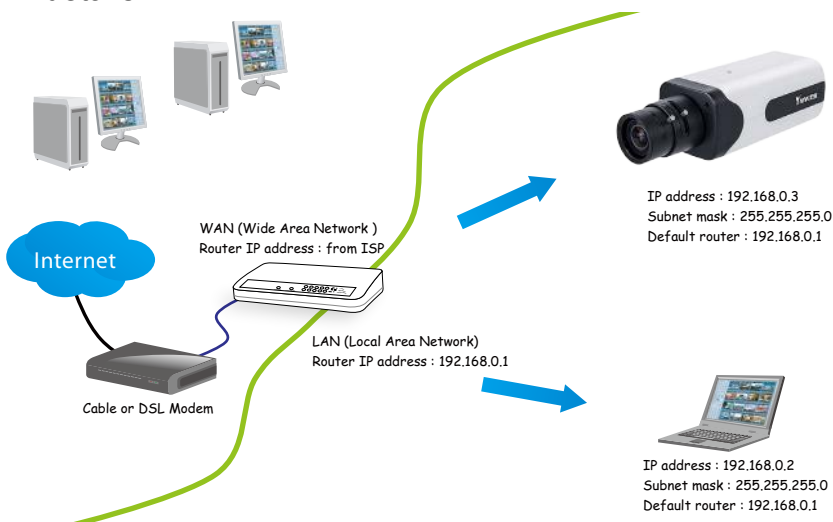 WAN (Wide Area Network )
Router IP address : from ISP
Internet
Cable or DSL Modem
LAN (Local Area Network)
Router IP address : 192.168.0.1
IP address : 192.168.0.3
Subnet mask : 255.255.255.0
Default router : 192.168.0.1
IP address : 192.168.0.2
Subnet mask : 255.255.255.0
Default router : 192.168.0.1